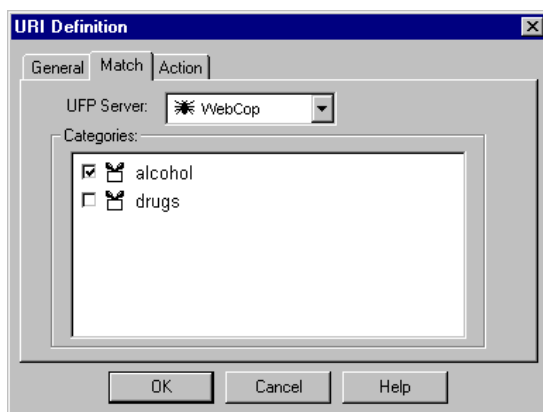 URI Definition
General Match Action
UFP Server: WebCop
Categories:
alcohol
drugs
OK Cancel Help